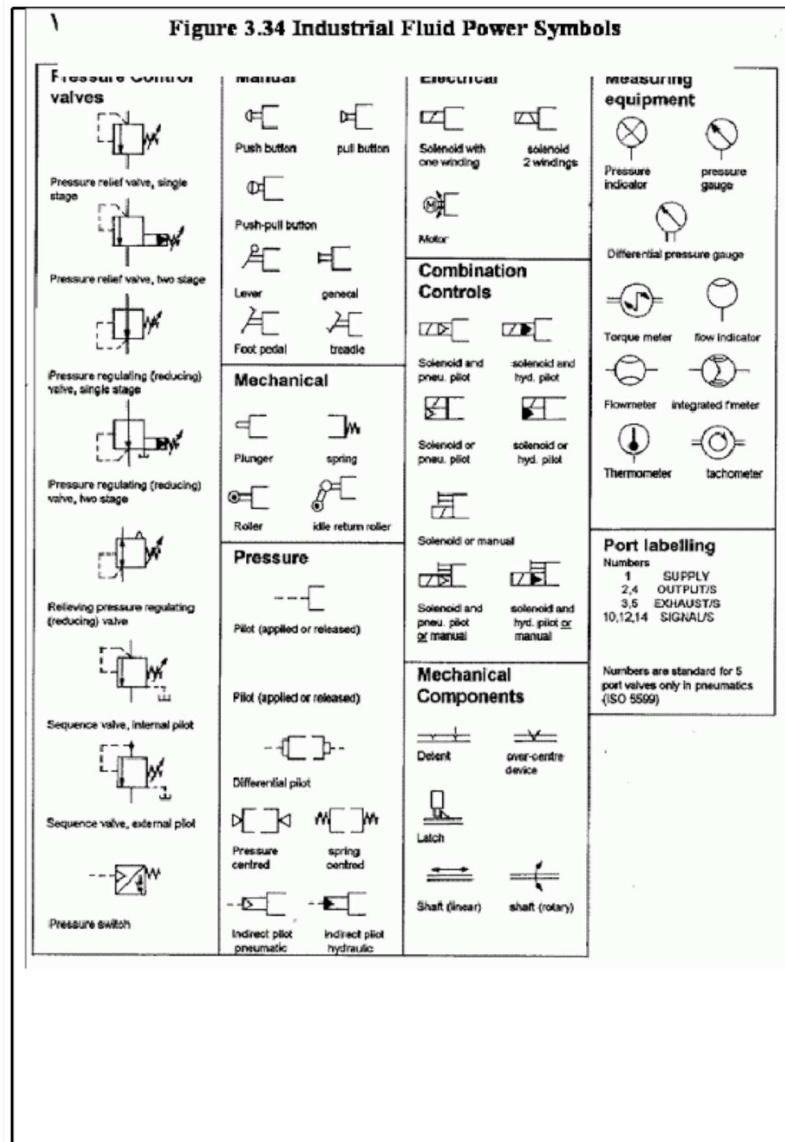 Figure 3.34 Industrial Fluid Power Symbols
Pressure Control
valves
Pressure relief valve, single
stage
Pressure relief valve, two stage
Pressure regulating (reducing)
valve, single stage
Pressure regulating (reducing)
valve, two stage
Relieving pressure regulating
(reducing) valve
Sequence valve, internal pilot
Sequence valve, external pilot
Pressure switch
Manual
Push button
pull button
Push-pull button
Lever
general
Foot pedal
treadle
Mechanical
Plunger
spring
Roller
idle return roller
Pressure
Pilot (applied or released)
Pilot (applied or released)
Differential pilot
Pressure
centred
spring
centred
Indirect pilot
pneumatic
Indirect pilot
hydraulic
Electrical
Solenoid with
one winding
solenoid
2 windings
M
Motor
Combination
Controls
Solenoid and
pneu. pilot
solenoid and
hyd. pilot
Solenoid or
pneu. pilot
solenoid or
hyd. pilot
Solenoid or manual
Solenoid and
pneu. pilot
or manual
solenoid and
hyd. pilot or
manual
Mechanical
Components
Detent
over-centre
device
Latch
Shaft (linear)
shaft (rotary)
Measuring
equipment
Pressure
indicator
pressure
gauge
Differential pressure gauge
Torque meter
flow indicator
Flowmeter
integrated f'meter
Thermometer
tachometer
Port labelling
Numbers
1 SUPPLY
2,4 OUTPUT/S
3,5 EXHAUST/S
10,12,14 SIGNAL/S
Numbers are standard for 5
port valves only in pneumatics
(ISO 5599)